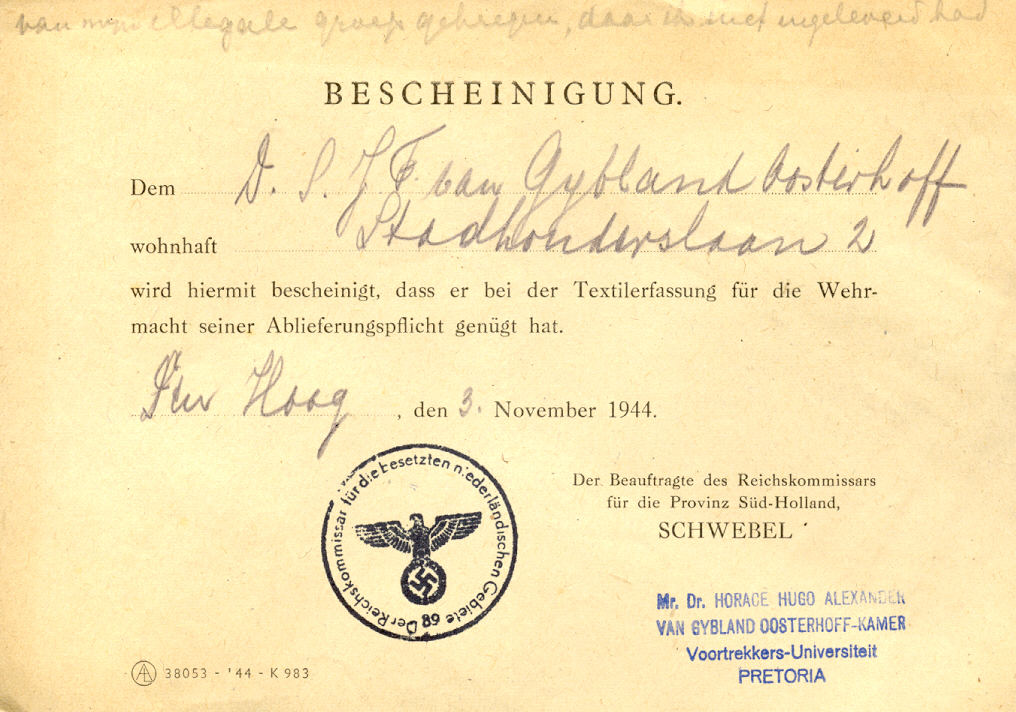 van mijn illegale groep gekregen, daar ik niet ingeleverd had
BESCHEINIGUNG.
Dem D. S. J. F. van Gybland Oosterhoff
wohnhaft Stadhouderslaan 2
wird hiermit bescheinigt, dass er bei der Textilerfassung für die Wehr-
macht seiner Ablieferungspflicht genügt hat.
Den Haag, den 3. November 1944.
Der Reichskommissar für die besetzten niederländischen Gebiete
89
Der Beauftragte des Reichskommissars
für die Provinz Süd-Holland,
SCHWEBEL
Mr. Dr. HORACE HUGO ALEXANDER
VAN GYBLAND OOSTERHOFF-KAMER
Voortrekkers-Universiteit
PRETORIA
AL 38053 - '44 - K 983